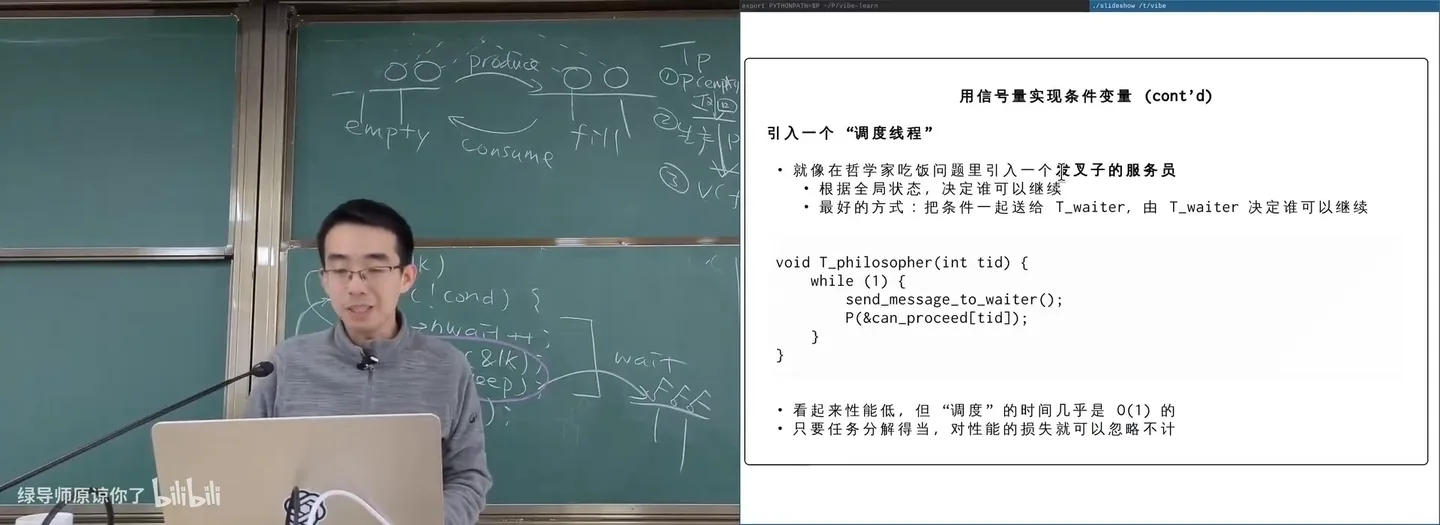 export PYTHONPATH=$P ~/P/vibe-learn
./slideshow /t/vibe
produce
empty
fill
consume
Tp
①
②
③
(!cond) {
nwait ++;
(&lk);
wait
用信号量实现条件变量 (cont'd)
引入一个 “调度线程”
• 就像在哲学家吃饭问题里引入一个发叉子的服务员
• 根据全局状态，决定谁可以继续
• 最好的方式：把条件一起送给 T_waiter，由 T_waiter 决定谁可以继续
void T_philosopher(int tid) {
while (1) {
send_message_to_waiter();
P(&can_proceed[tid]);
}
}
• 看起来性能低，但 “调度” 的时间几乎是 O(1) 的
• 只要任务分解得当，对性能的损失就可以忽略不计
绿导师原谅你了 bilibili